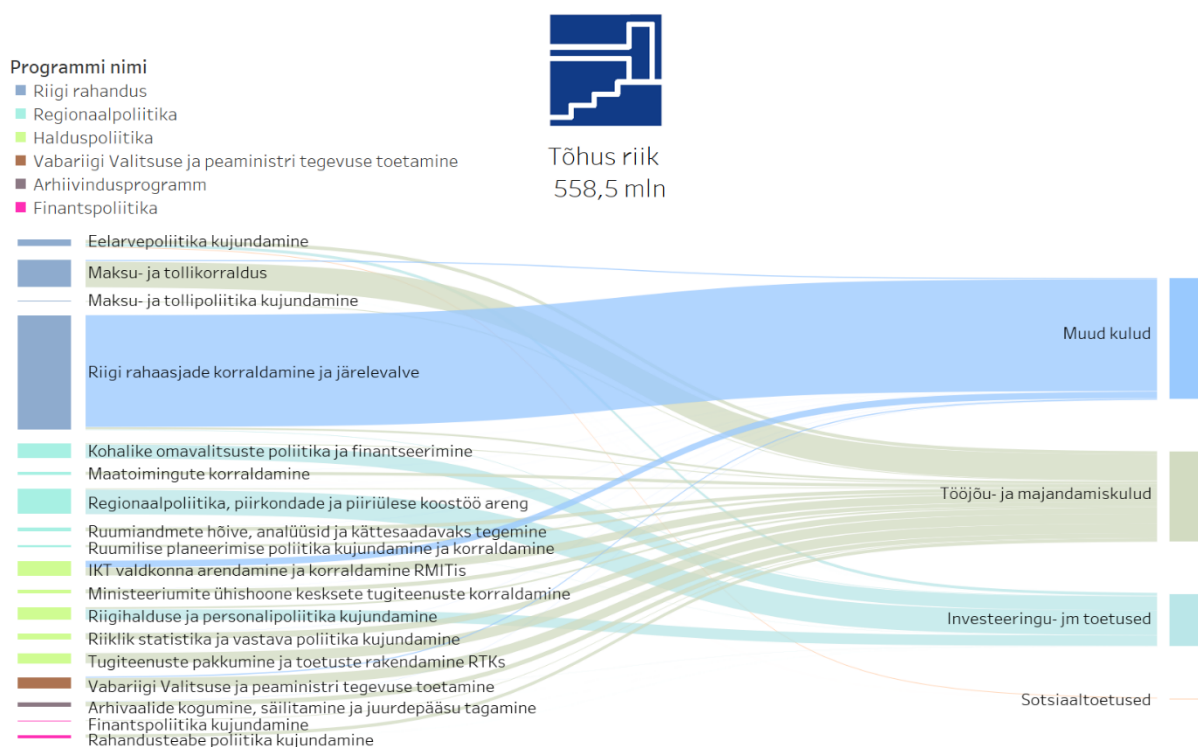 Programmi nimi
Riigi rahandus
Regionaalpoliitika
Halduspoliitika
Vabariigi Valitsuse ja peaministri tegevuse toetamine
Arhiivindusprogramm
Finantspoliitika
Tõhus riik
558,5 mln
Eelarvepoliitika kujundamine
Maksu- ja tollikorraldus
Maksu- ja tollipoliitika kujundamine
Riigi rahaasjade korraldamine ja järelevalve
Kohalike omavalitsuste poliitika ja finantseerimine
Maatoimingute korraldamine
Regionaalpoliitika, piirkondade ja piiriülese koostöö areng
Ruumiandmete hõive, analüüsid ja kättesaadavaks tegemine
Ruumilise planeerimise poliitika kujundamine ja korraldamine
IKT valdkonna arendamine ja korraldamine RMITis
Ministeeriumite ühishoone kesksete tugiteenuste korraldamine
Riigihalduse ja personalipoliitika kujundamine
Riiklik statistika ja vastava poliitika kujundamine
Tugiteenuste pakkumine ja toetuste rakendamine RTKs
Vabariigi Valitsuse ja peaministri tegevuse toetamine
Arhivaalide kogumine, säilitamine ja juurdepääsu tagamine
Finantspoliitika kujundamine
Rahandusteabe poliitika kujundamine
Muud kulud
Tööjõu- ja majandamiskulud
Investeeringu- jm toetused
Sotsiaaltoetused